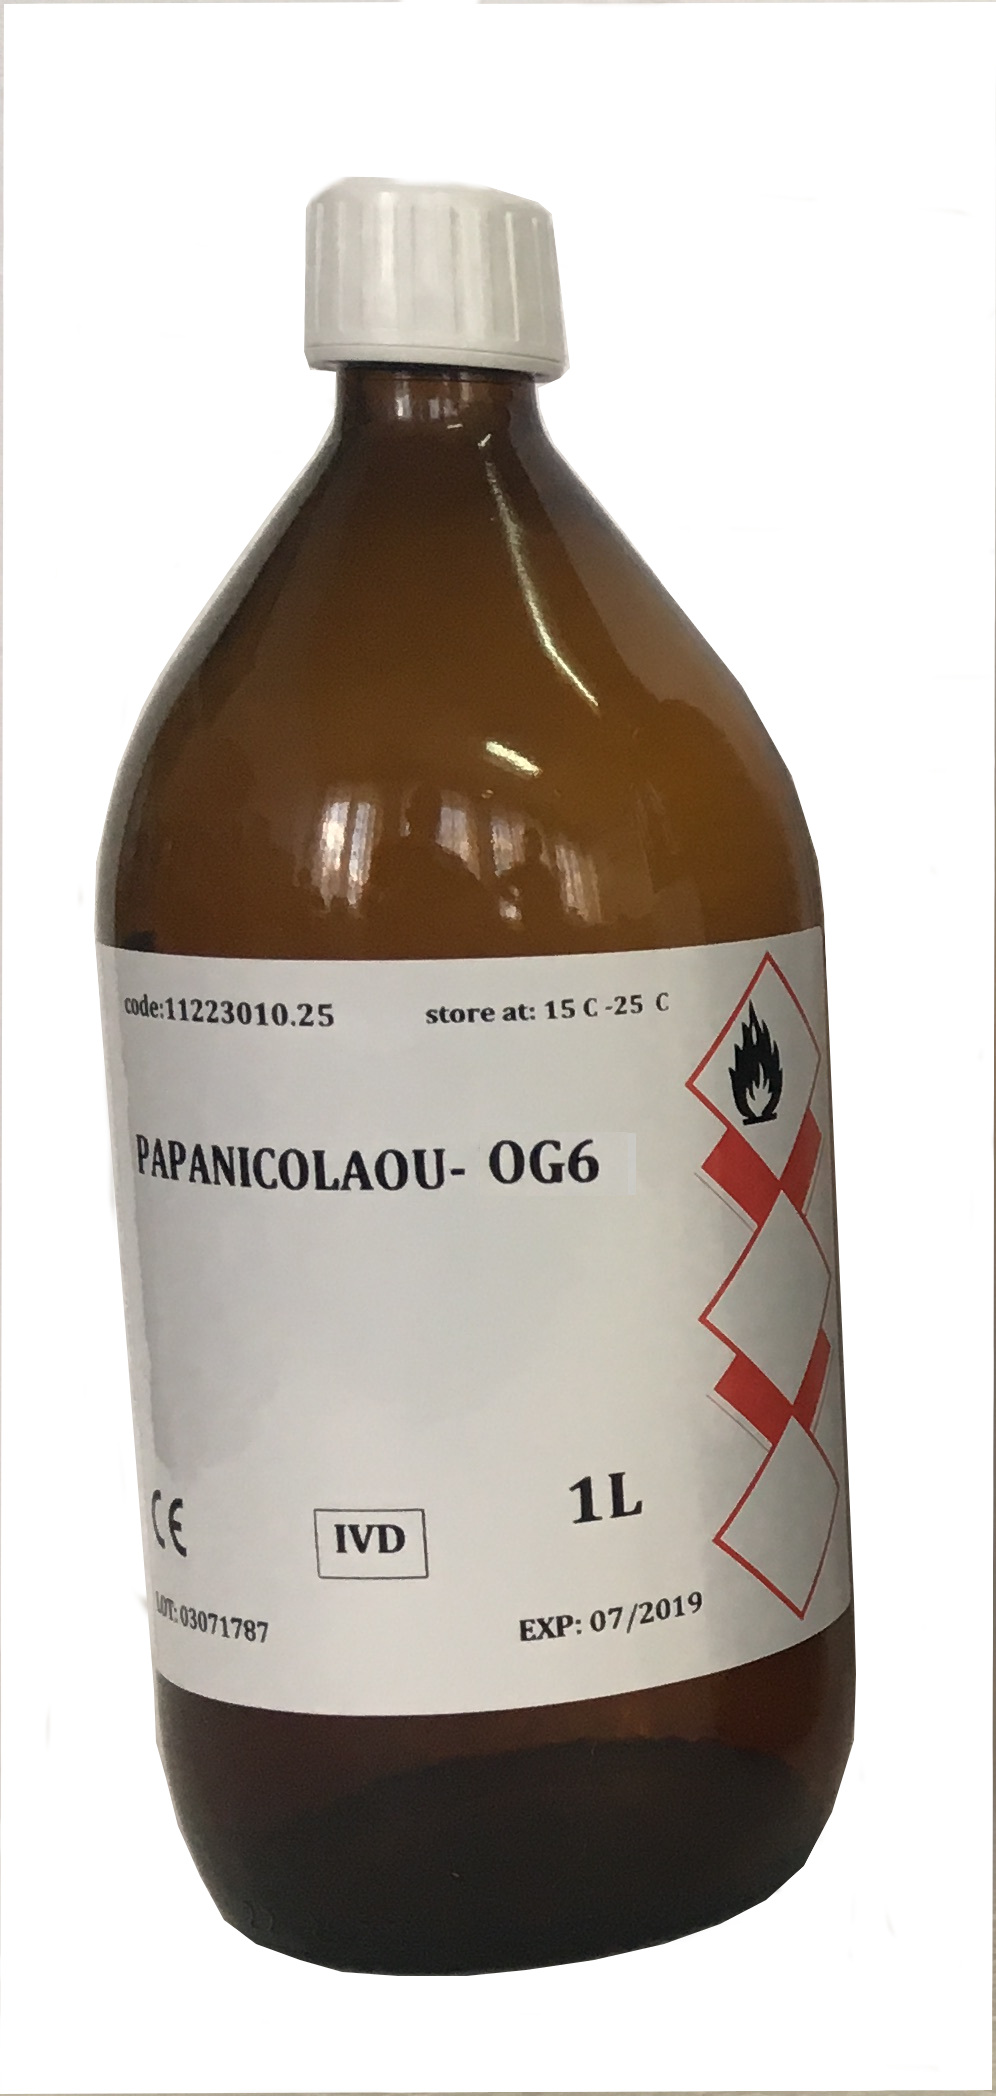 code:11223010.25 store at: 15 C -25 C
PAPANICOLAOU- OG6
1L
CE IVD
LOT: 03071787 EXP: 07/2019